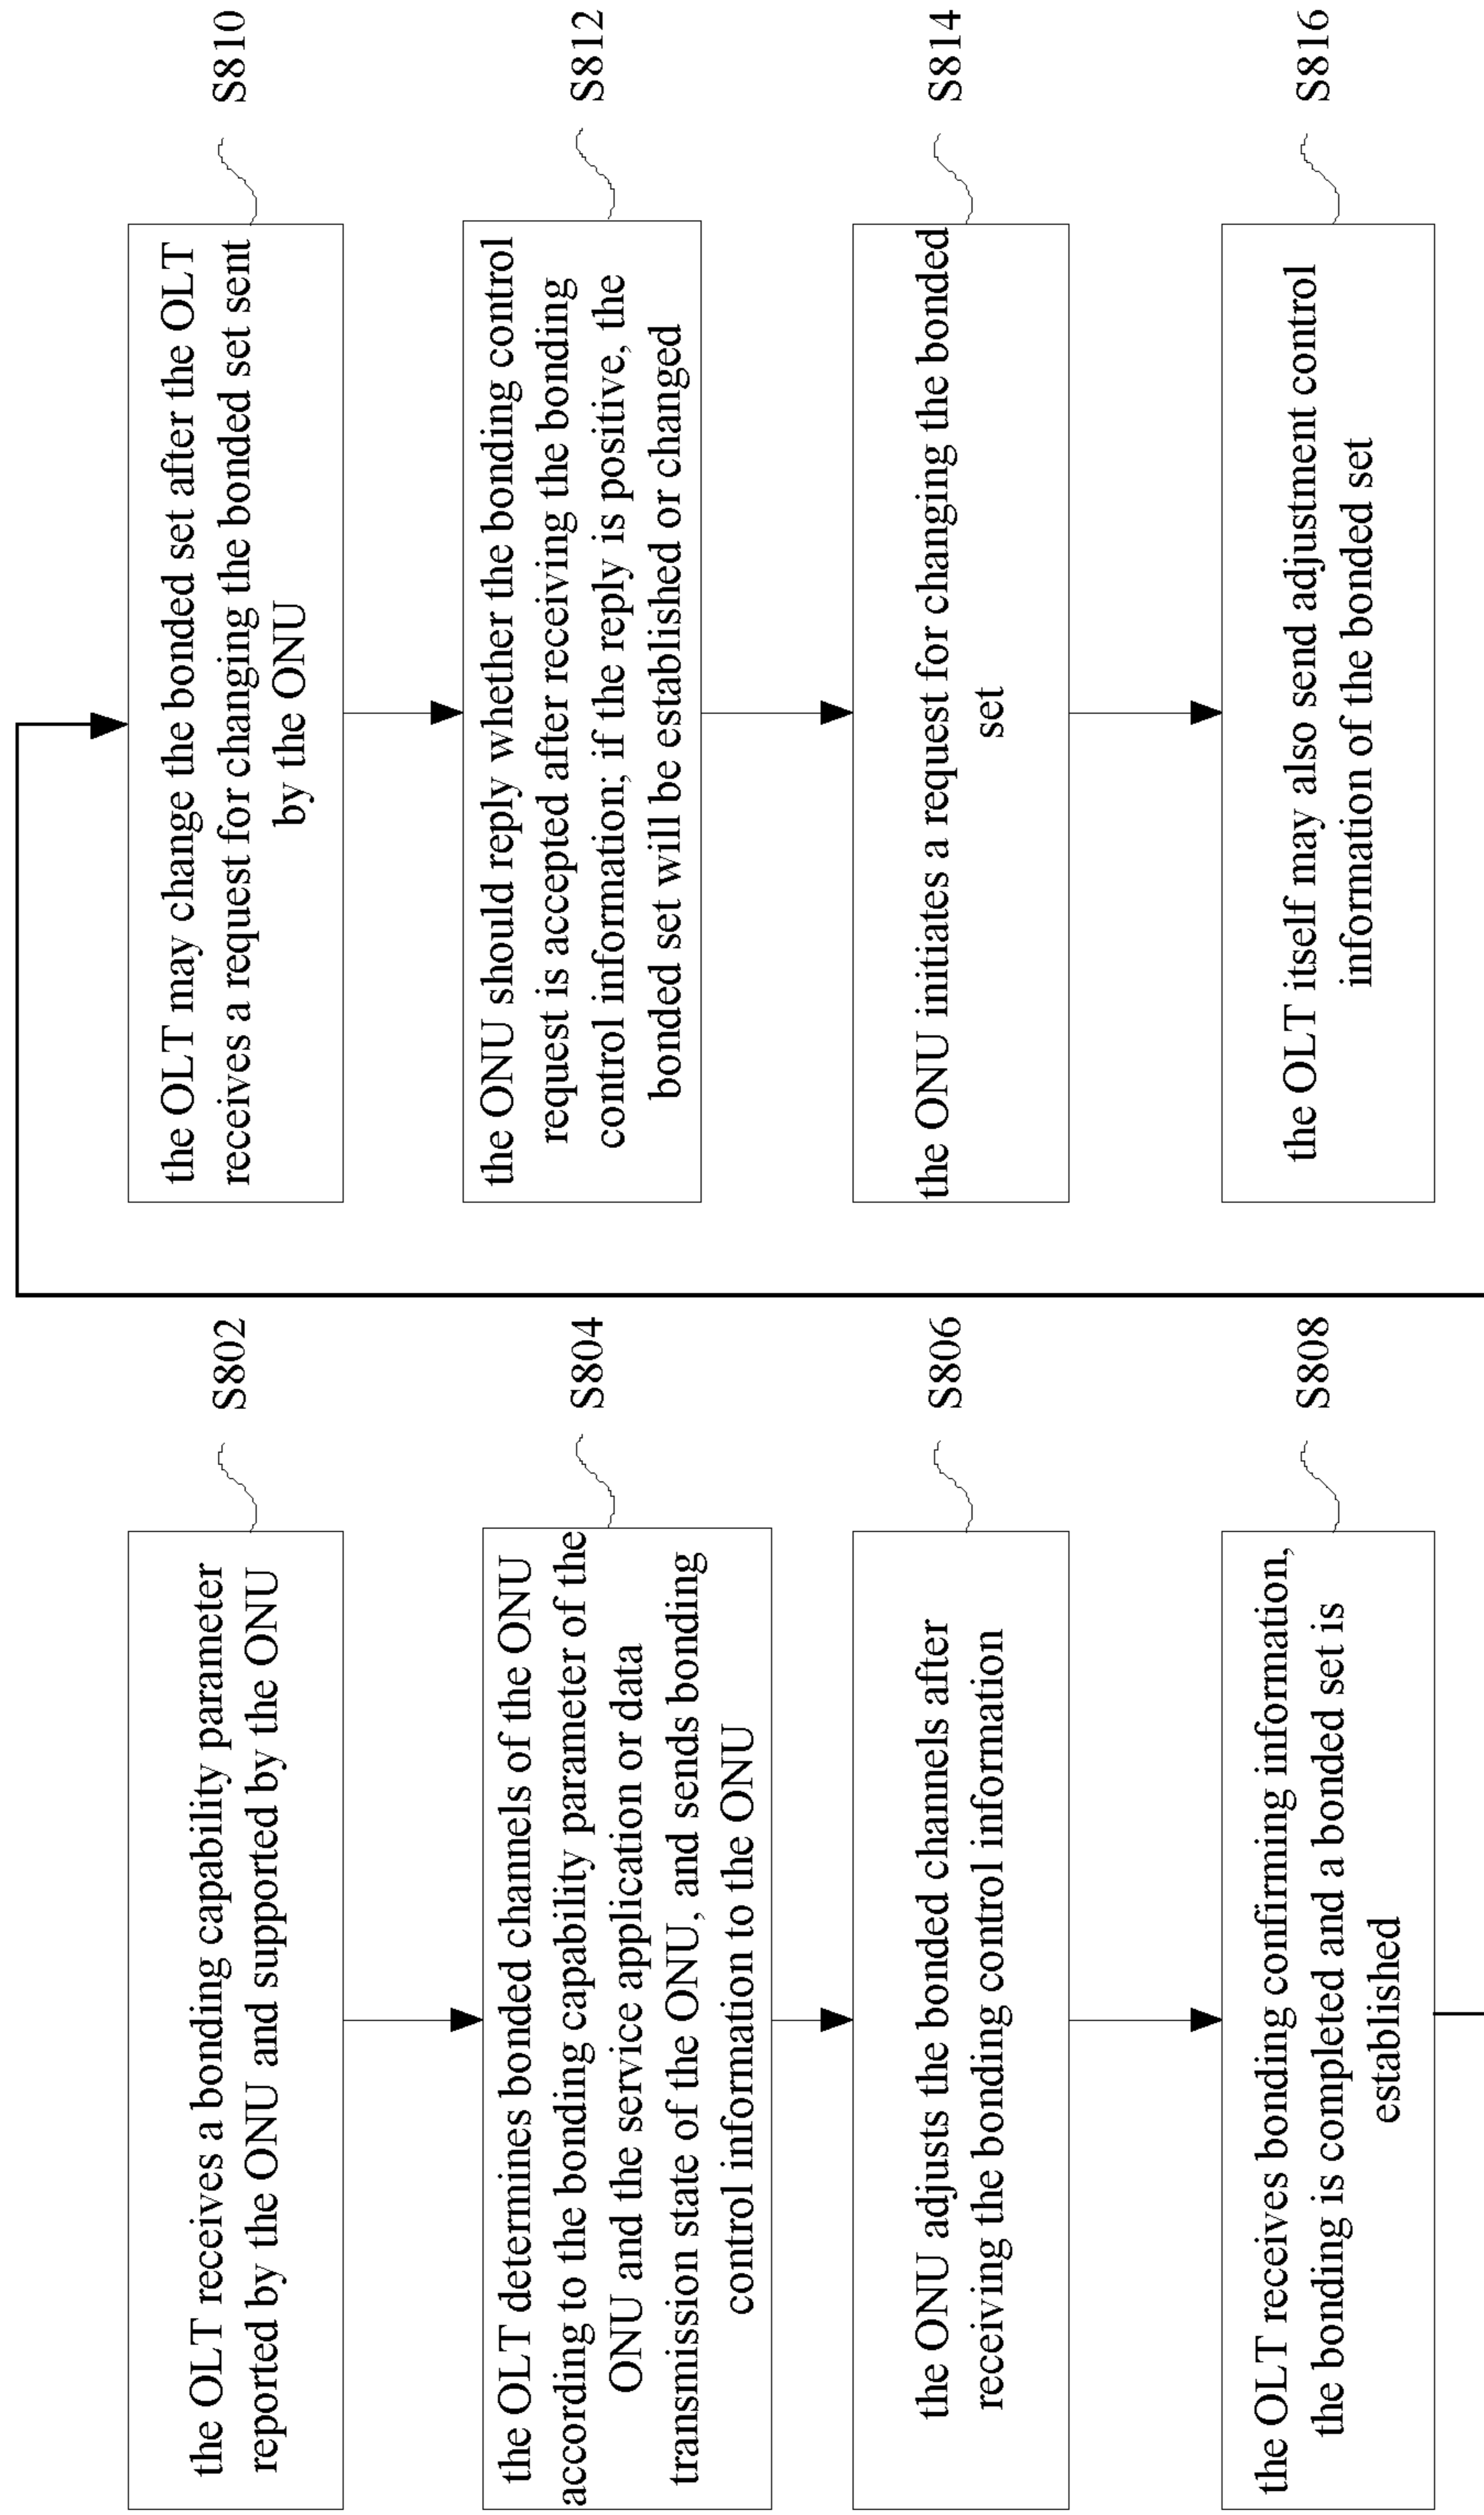 the OLT receives a bonding capability parameter
reported by the ONU and supported by the ONU
S802
the OLT determines bonded channels of the ONU
according to the bonding capability parameter of the
ONU and the service application or data
transmission state of the ONU, and sends bonding
control information to the ONU
S804
the ONU adjusts the bonded channels after
receiving the bonding control information
S806
the OLT receives bonding confirming information,
the bonding is completed and a bonded set is
established
S808
the OLT may change the bonded set after the OLT
receives a request for changing the bonded set sent
by the ONU
S810
the ONU should reply whether the bonding control
request is accepted after receiving the bonding
control information; if the reply is positive, the
bonded set will be established or changed
S812
the ONU initiates a request for changing the bonded
set
S814
the OLT itself may also send adjustment control
information of the bonded set
S816